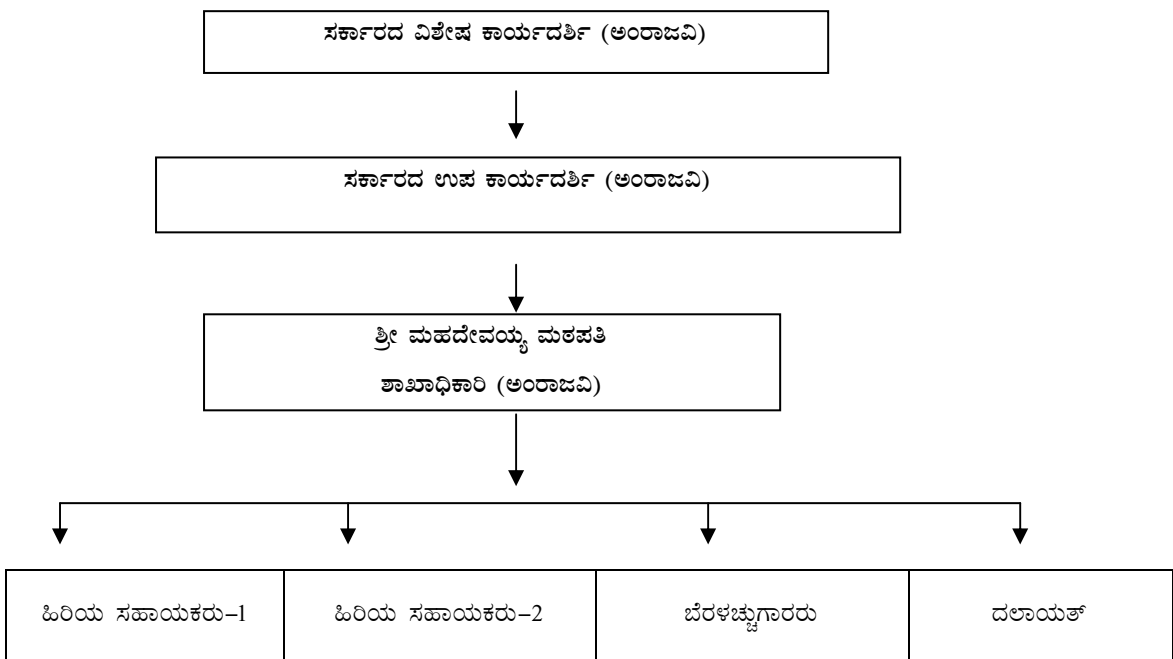 ಸರ್ಕಾರದ ವಿಶೇಷ ಕಾರ್ಯದರ್ಶಿ (ಅಂರಾಜವಿ)
ಸರ್ಕಾರದ ಉಪ ಕಾರ್ಯದರ್ಶಿ (ಅಂರಾಜವಿ)
ಶ್ರೀ ಮಹದೇವಯ್ಯ ಮಠಪತಿ
ಶಾಖಾಧಿಕಾರಿ (ಅಂರಾಜವಿ)
ಹಿರಿಯ ಸಹಾಯಕರು-1 ಹಿರಿಯ ಸಹಾಯಕರು-2 ಬೆರಳಚ್ಚುಗಾರರು ದಲಾಯತ್